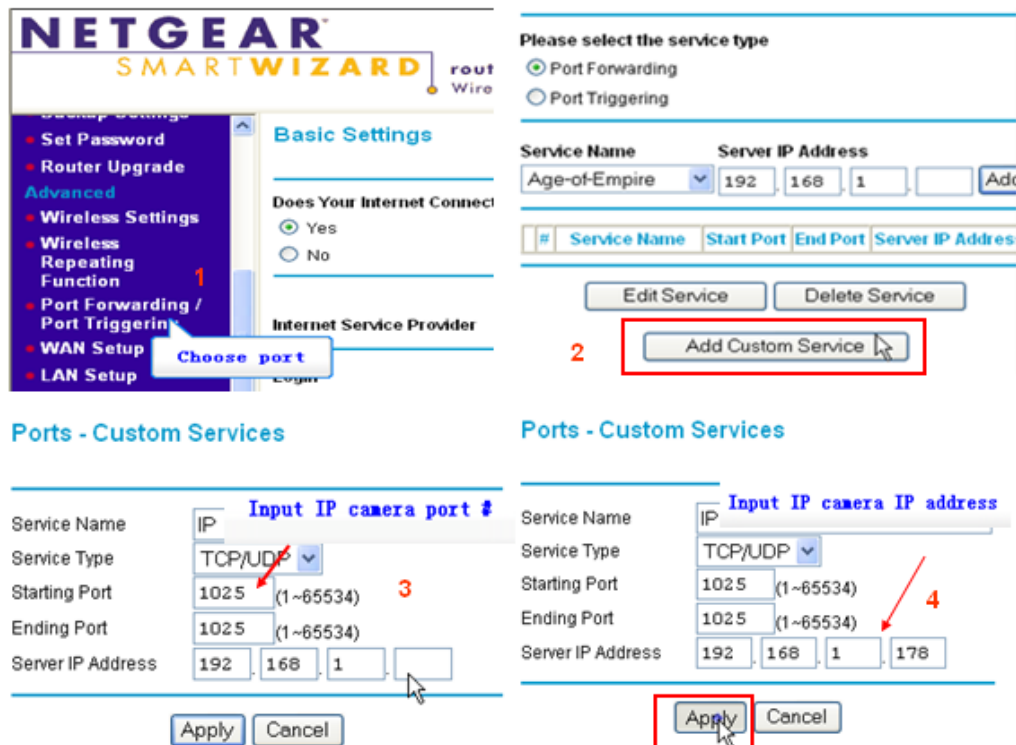 NETGEAR
SMARTWIZARD
rout
Wire
Backup Settings
Set Password
Router Upgrade
Advanced
Wireless Settings
Wireless
Repeating
Function
1
Port Forwarding /
Port Triggering
Choose port
WAN Setup
LAN Setup
Basic Settings
Does Your Internet Connect
Yes
No
Internet Service Provider
Login
Please select the service type
Port Forwarding
Port Triggering
Service Name Server IP Address
Age-of-Empire 192 . 168 . 1 . Add
# Service Name Start Port End Port Server IP Address
Edit Service Delete Service
2 Add Custom Service
Ports - Custom Services
Input IP camera port #
Service Name IP
Service Type TCP/UDP
Starting Port 1025 (1~65534) 3
Ending Port 1025 (1~65534)
Server IP Address 192 . 168 . 1 .
Apply Cancel
Ports - Custom Services
Input IP camera IP address
Service Name IP
Service Type TCP/UDP
Starting Port 1025 (1~65534) 4
Ending Port 1025 (1~65534)
Server IP Address 192 . 168 . 1 . 178
Apply Cancel